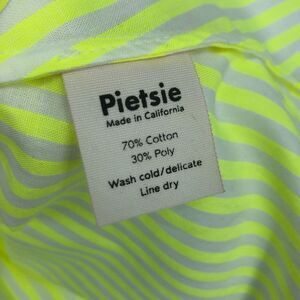 Pietsie
Made in California
70% Cotton
30% Poly
Wash cold/delicate
Line dry